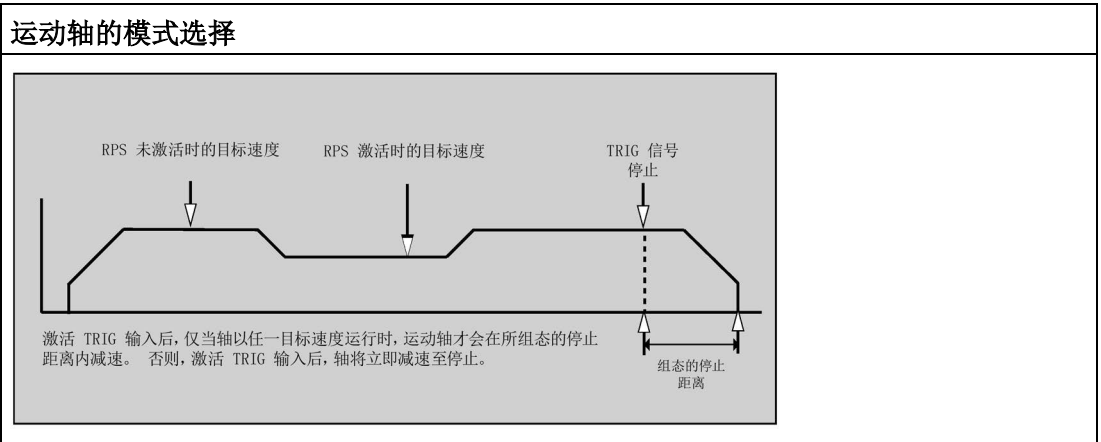 运动轴的模式选择
RPS 未激活时的目标速度
RPS 激活时的目标速度
TRIG 信号
停止
激活 TRIG 输入后,仅当轴以任一目标速度运行时,运动轴才会在所组态的停止
距离内减速。 否则,激活 TRIG 输入后,轴将立即减速至停止。
组态的停止
距离